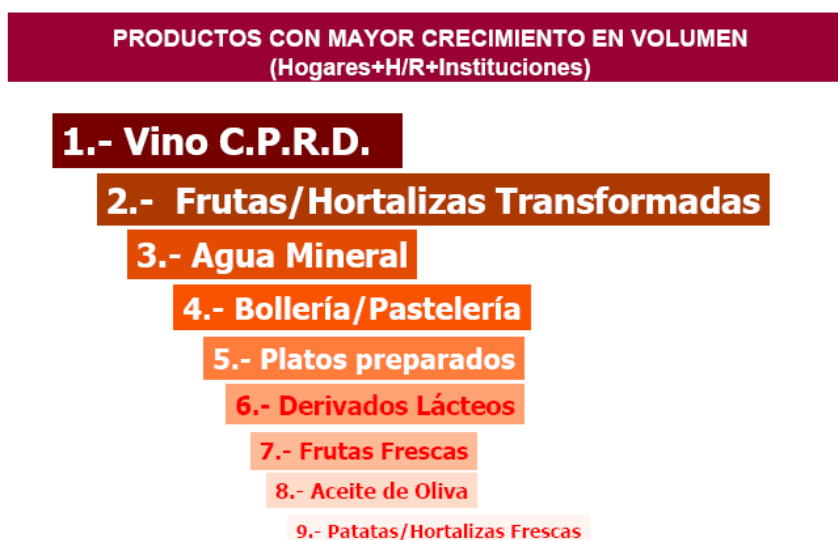 PRODUCTOS CON MAYOR CRECIMIENTO EN VOLUMEN
(Hogares+H/R+Instituciones)
1.- Vino C.P.R.D.
2.- Frutas/Hortalizas Transformadas
3.- Agua Mineral
4.- Bollería/Pastelería
5.- Platos preparados
6.- Derivados Lácteos
7.- Frutas Frescas
8.- Aceite de Oliva
9.- Patatas/Hortalizas Frescas